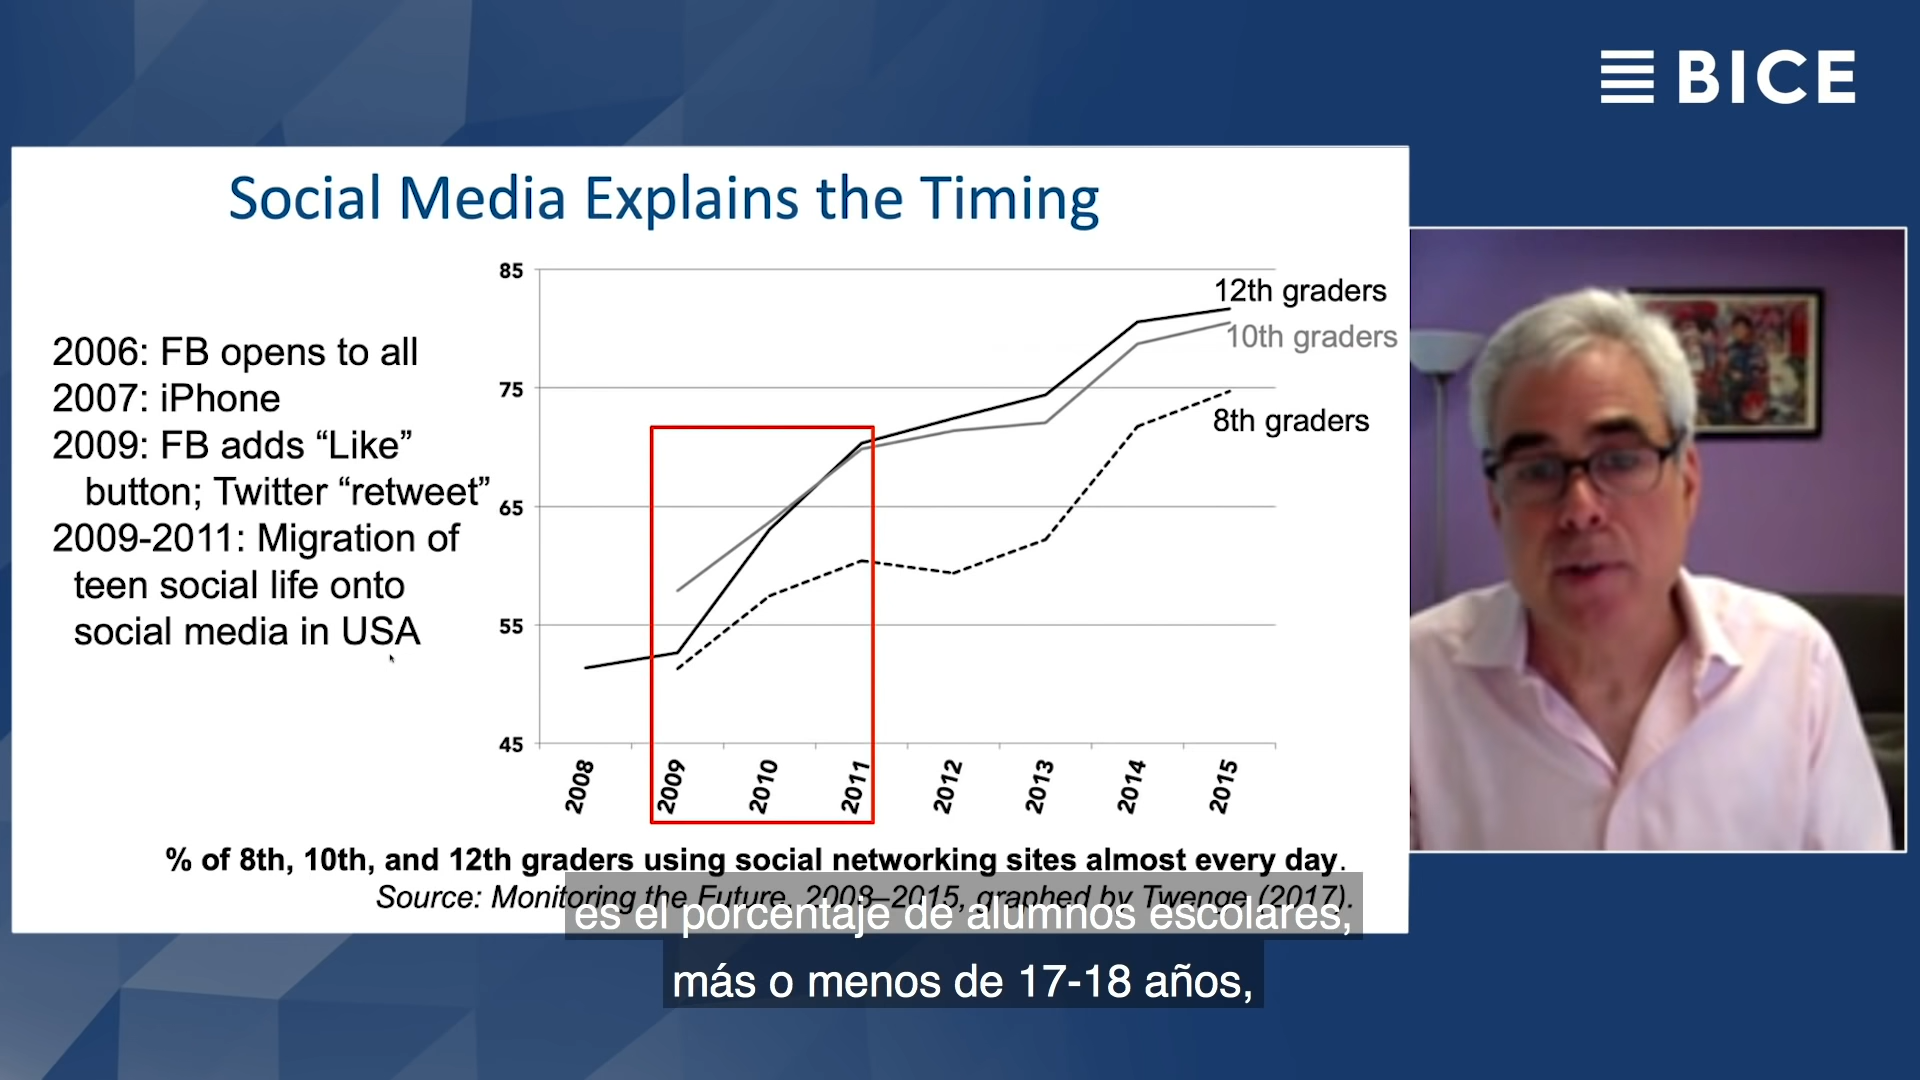 BICE
Social Media Explains the Timing
2006: FB opens to all
2007: iPhone
2009: FB adds “Like”
button; Twitter “retweet”
2009-2011: Migration of
teen social life onto
social media in USA
85
75
65
55
45
12th graders
10th graders
8th graders
2008
2009
2010
2011
2012
2013
2014
2015
% of 8th, 10th, and 12th graders using social networking sites almost every day.
Source: Monitoring the Future, 2008–2015, graphed by Twenge (2017).
es el porcentaje de alumnos escolares,
más o menos de 17-18 años,